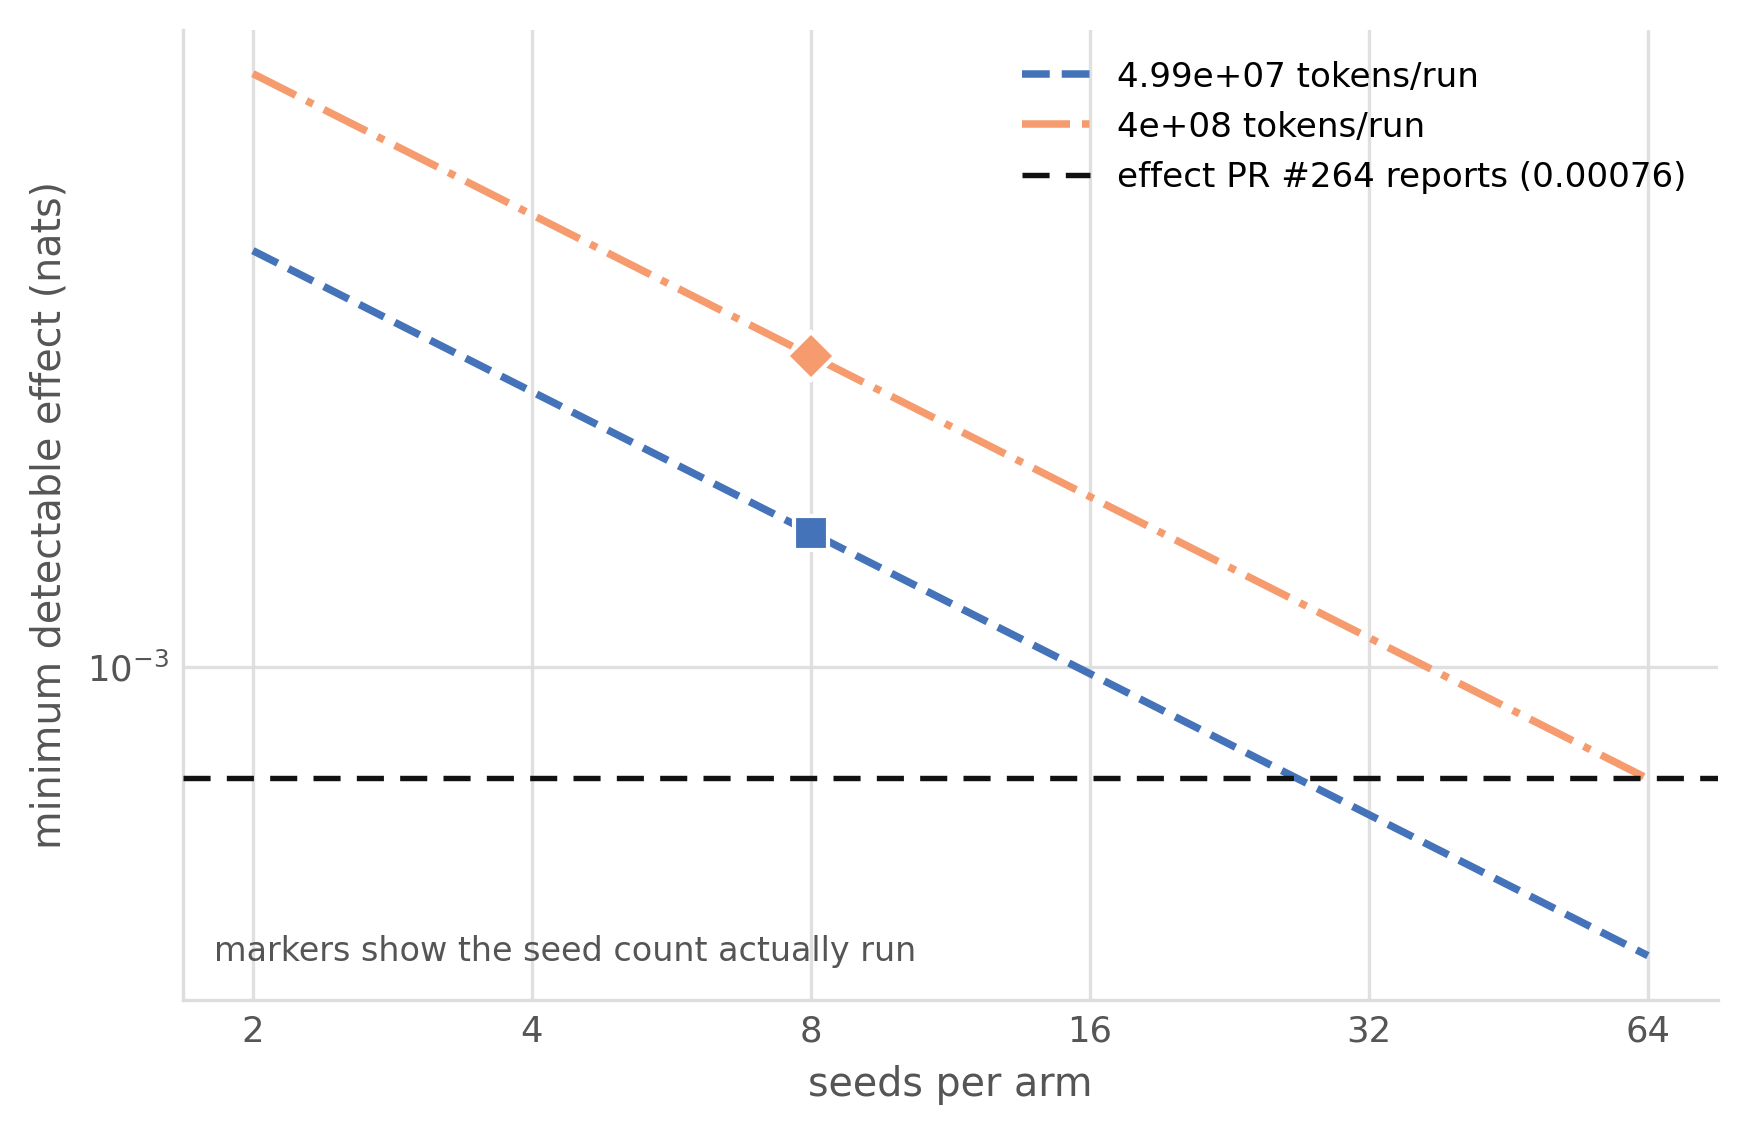 4.99e+07 tokens/run
4e+08 tokens/run
effect PR #264 reports (0.00076)
minimum detectable effect (nats)
10⁻³
markers show the seed count actually run
2 4 8 16 32 64
seeds per arm